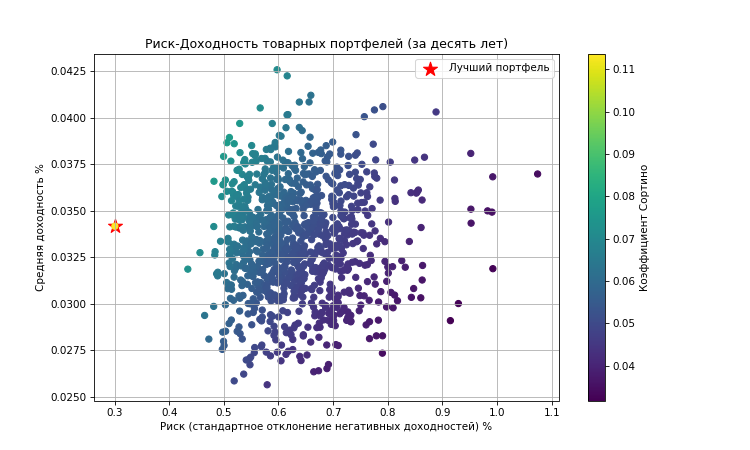 Риск-Доходность товарных портфелей (за десять лет)
Лучший портфель
0.0425
0.0400
0.0375
0.0350
0.0325
0.0300
0.0275
0.0250
Средняя доходность %
0.3 0.4 0.5 0.6 0.7 0.8 0.9 1.0 1.1
Риск (стандартное отклонение негативных доходностей) %
0.11
0.10
0.09
0.08
0.07
0.06
0.05
0.04
Коэффициент Сортино